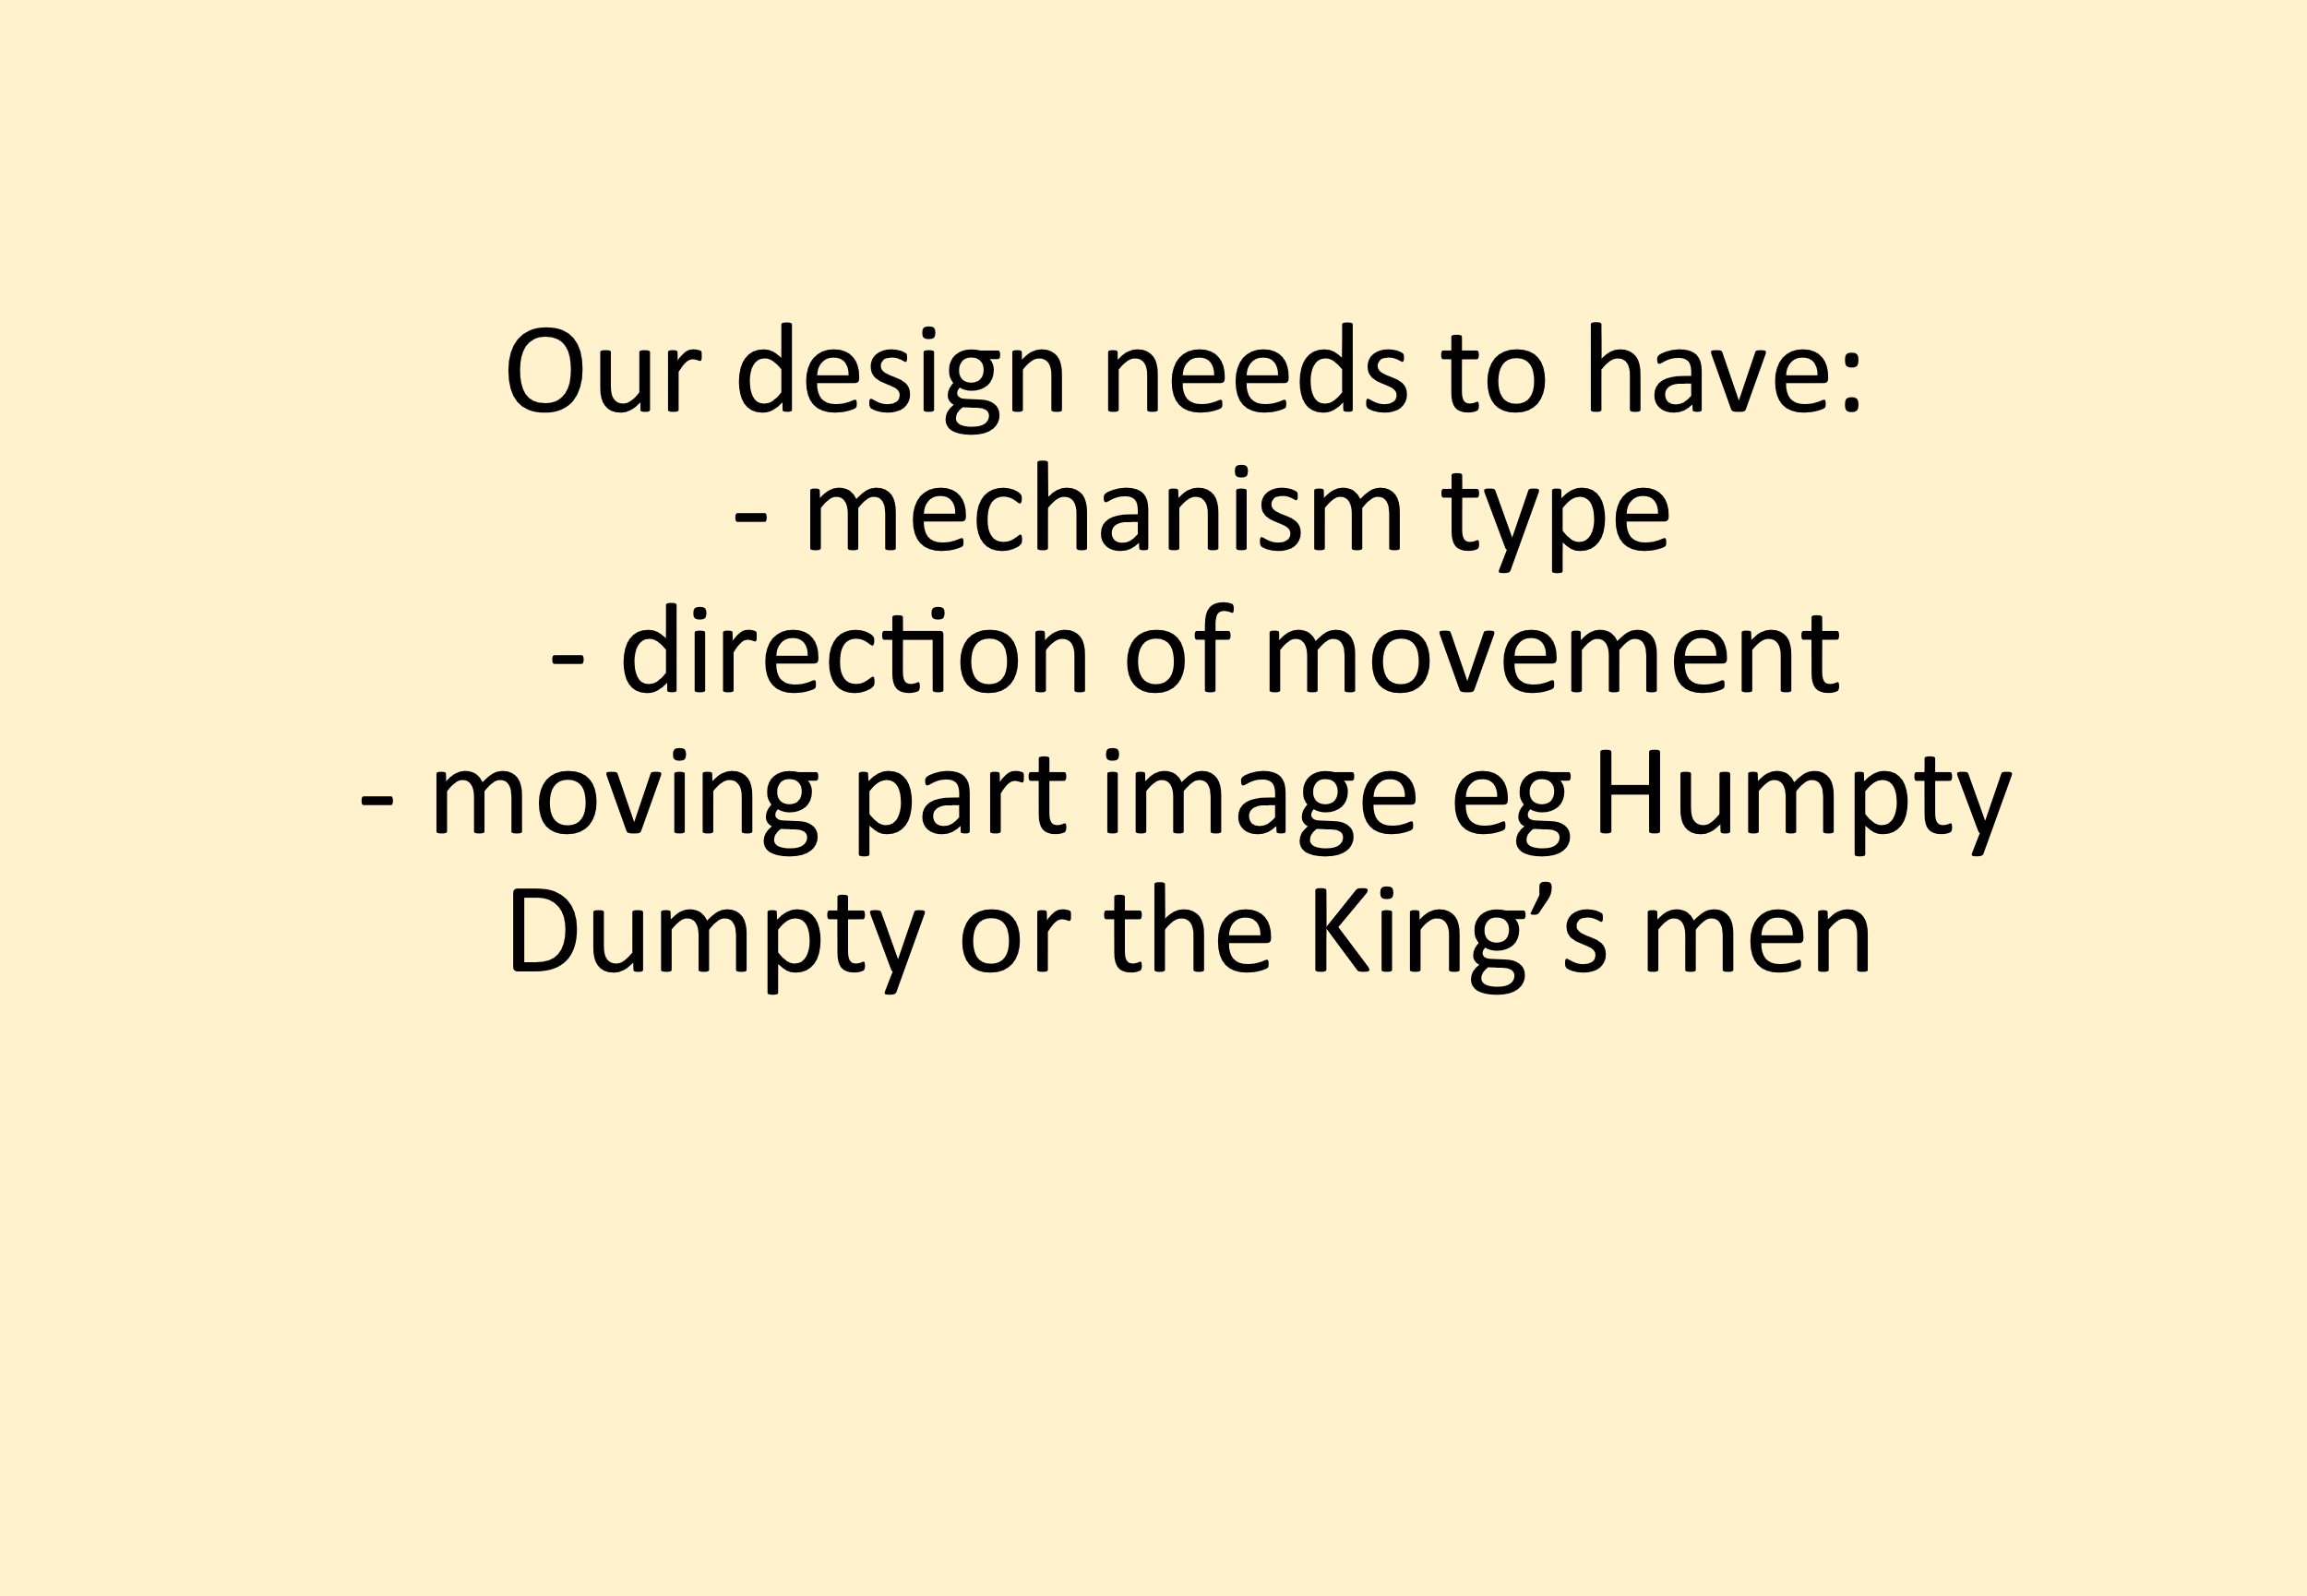 Our design needs to have:
- mechanism type
- direction of movement
- moving part image eg Humpty
Dumpty or the King’s men